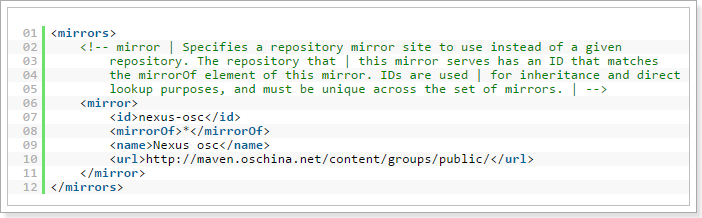 01 <mirrors>
02 <!-- mirror | Specifies a repository mirror site to use instead of a given
03 repository. The repository that | this mirror serves has an ID that matches
04 the mirrorOf element of this mirror. IDs are used | for inheritance and direct
05 lookup purposes, and must be unique across the set of mirrors. | -->
06 <mirror>
07 <id>nexus-osc</id>
08 <mirrorOf>*</mirrorOf>
09 <name>Nexus osc</name>
10 <url>http://maven.oschina.net/content/groups/public/</url>
11 </mirror>
12 </mirrors>